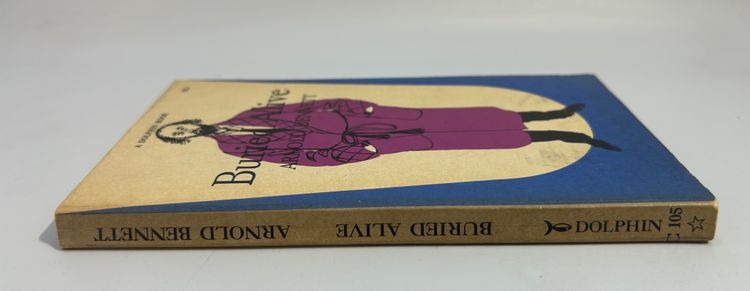 A DOLPHIN BOOK
Buried Alive
ARNOLD BENNETT
ARNOLD BENNETT
BURIED ALIVE
DOLPHIN
C 105